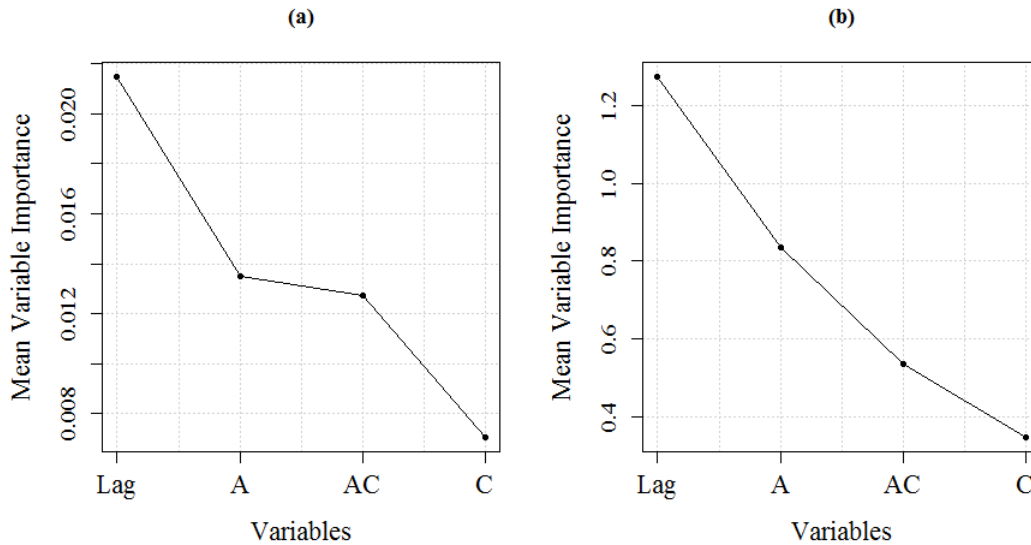 (a)
Mean Variable Importance
0.020
0.016
0.012
0.008
Lag A AC C
Variables
(b)
Mean Variable Importance
1.2
1.0
0.8
0.6
0.4
Lag A AC C
Variables